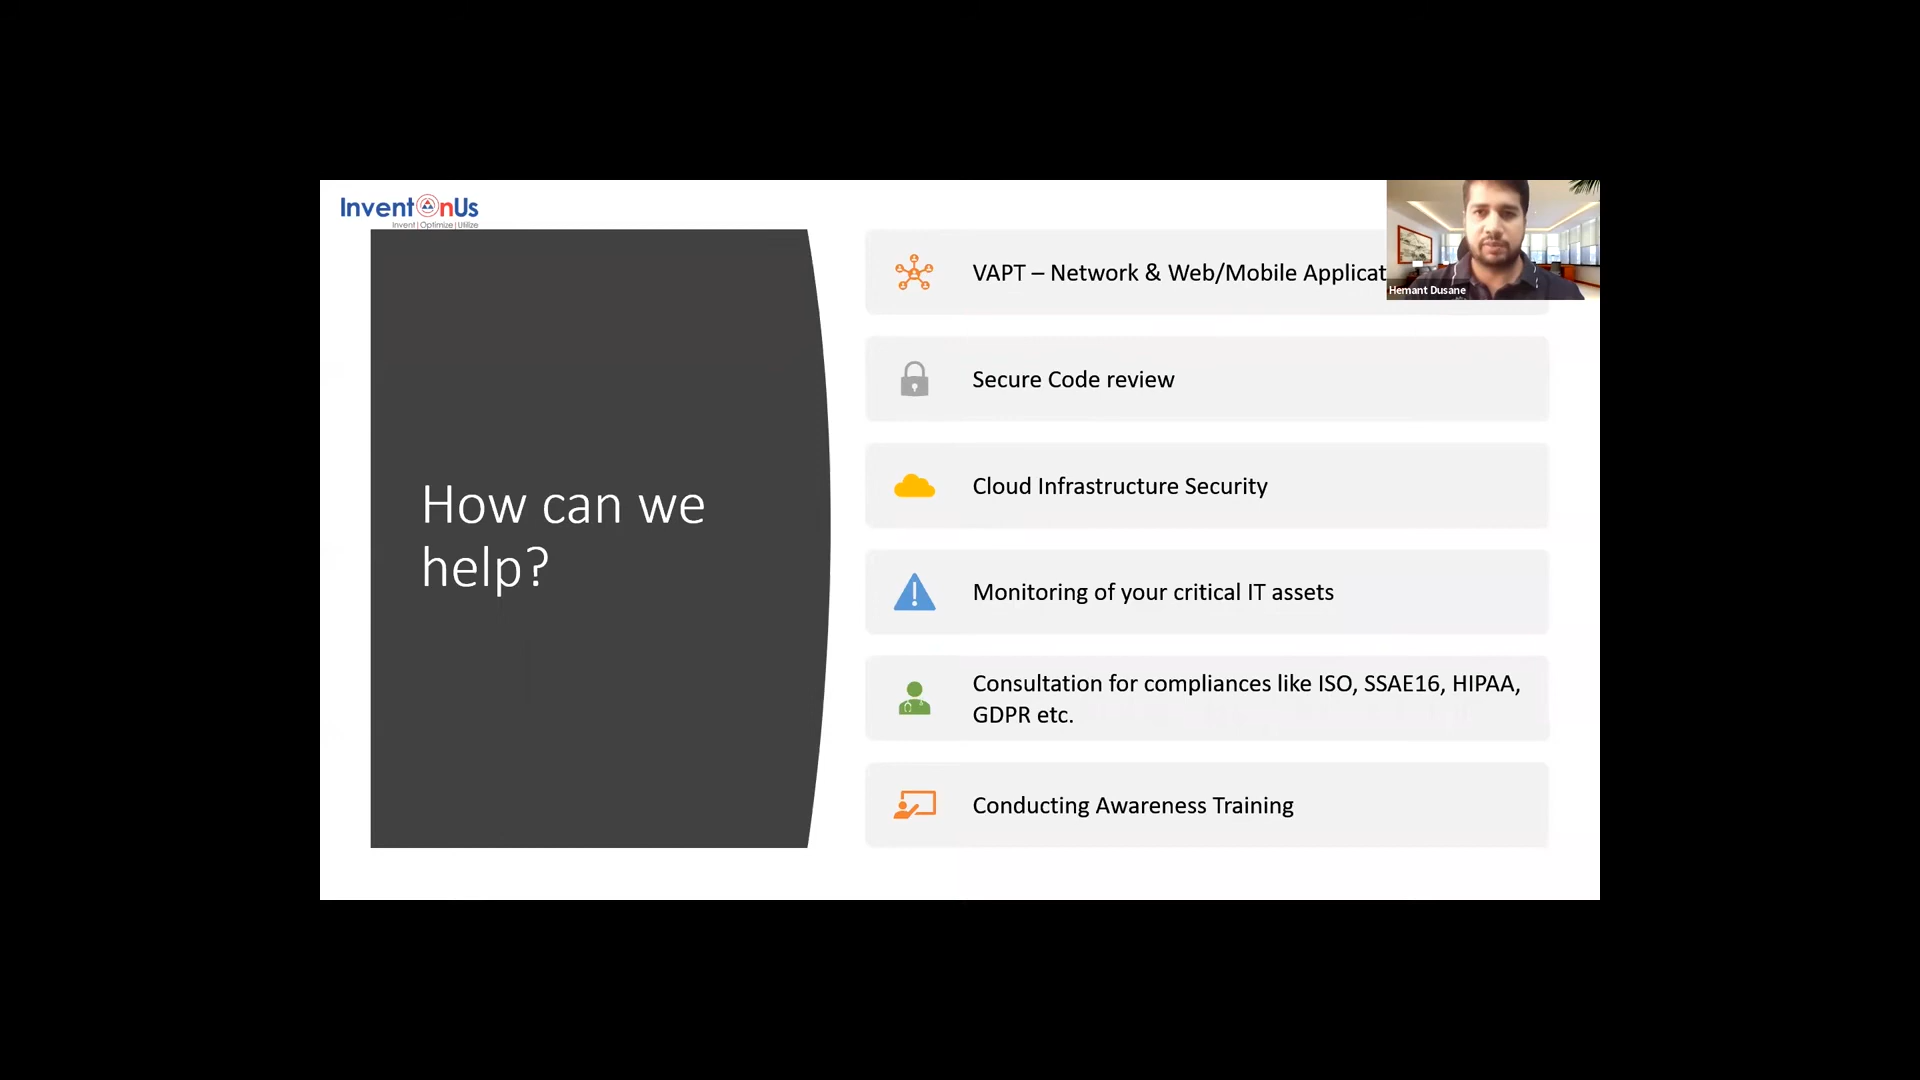 InventOnUs
Invent | Optimize | Utilize
How can we
help?
VAPT – Network & Web/Mobile Applicat
Hemant Dusane
Secure Code review
Cloud Infrastructure Security
Monitoring of your critical IT assets
Consultation for compliances like ISO, SSAE16, HIPAA,
GDPR etc.
Conducting Awareness Training